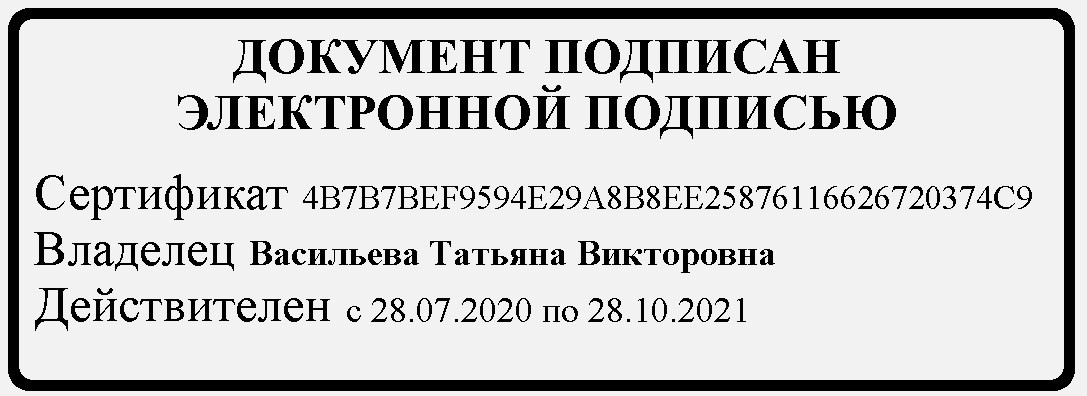 ДОКУМЕНТ ПОДПИСАН
ЭЛЕКТРОННОЙ ПОДПИСЬЮ
Сертификат 4B7B7BEF9594E29A8B8EE25876116626720374C9
Владелец Васильева Татьяна Викторовна
Действителен с 28.07.2020 по 28.10.2021